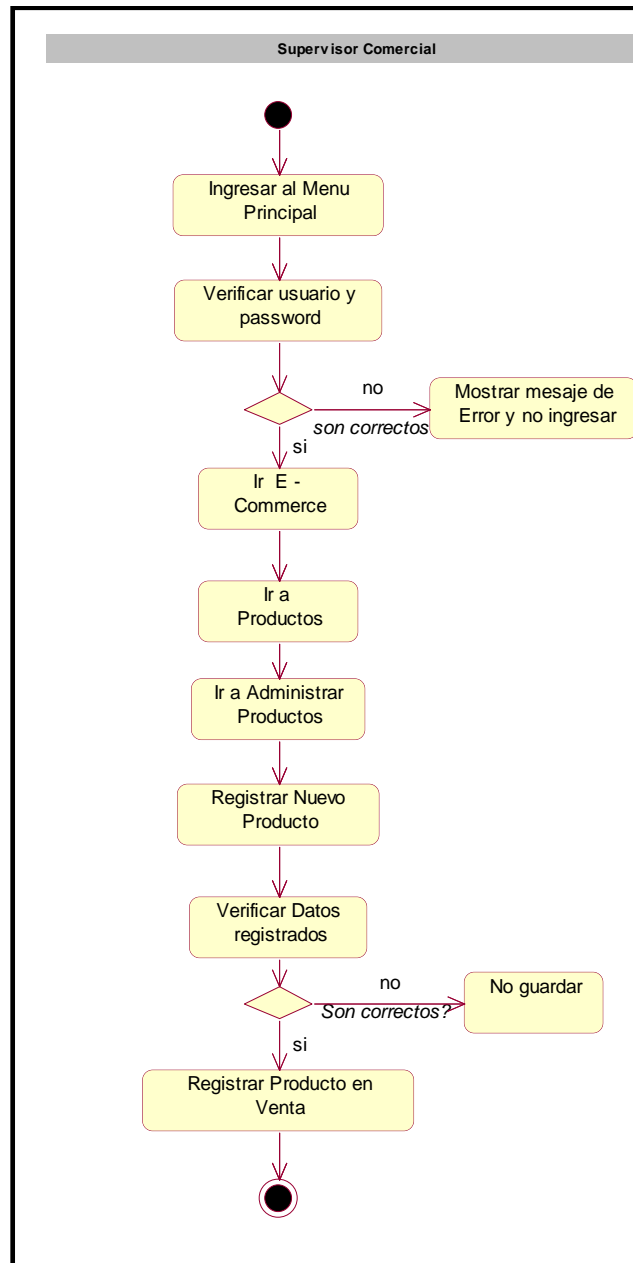 Supervisor Comercial
Ingresar al Menu
Principal
Verificar usuario y
password
no
son correctos
Mostrar mesaje de
Error y no ingresar
si
Ir E -
Commerce
Ir a
Productos
Ir a Administrar
Productos
Registrar Nuevo
Producto
Verificar Datos
registrados
no
Son correctos?
No guardar
si
Registrar Producto en
Venta